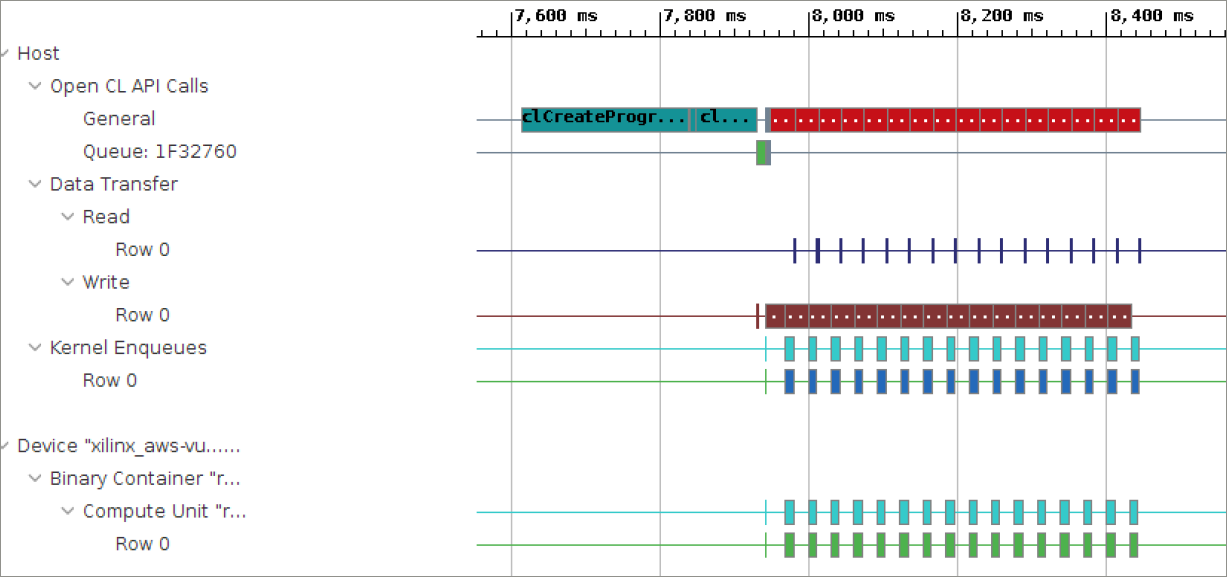 7,600 ms 7,800 ms 8,000 ms 8,200 ms 8,400 ms
Host
Open CL API Calls
General clCreateProgr... cl...
Queue: 1F32760
Data Transfer
Read
Row 0
Write
Row 0
Kernel Enqueues
Row 0
Device "xilinx_aws-vu......
Binary Container "r...
Compute Unit "r...
Row 0